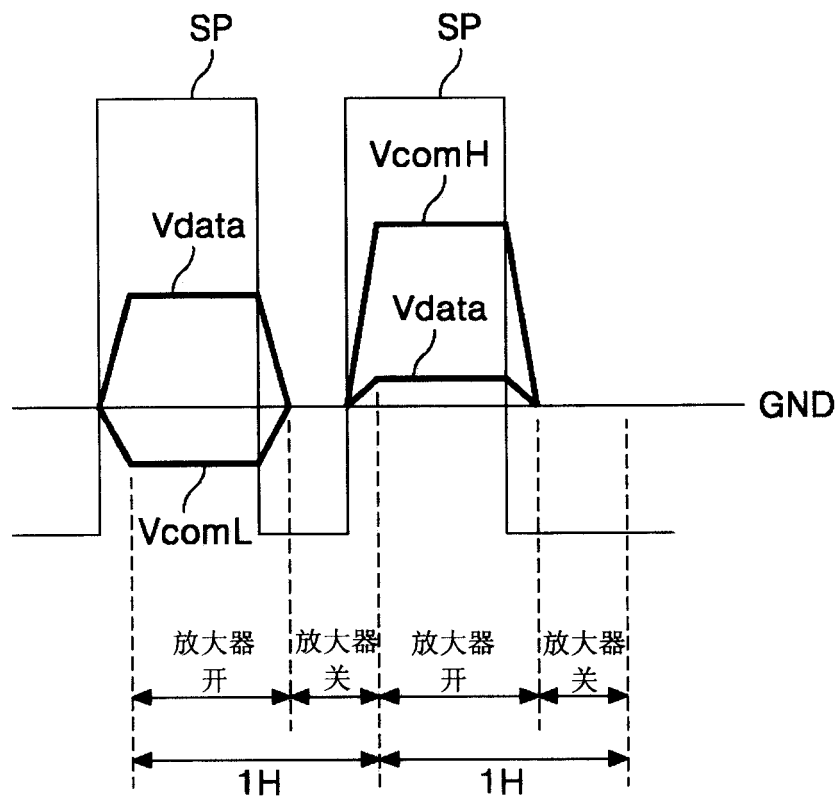 SP
SP
VcomH
Vdata
Vdata
GND
VcomL
放大器
开
放大器
关
放大器
开
放大器
关
1H
1H